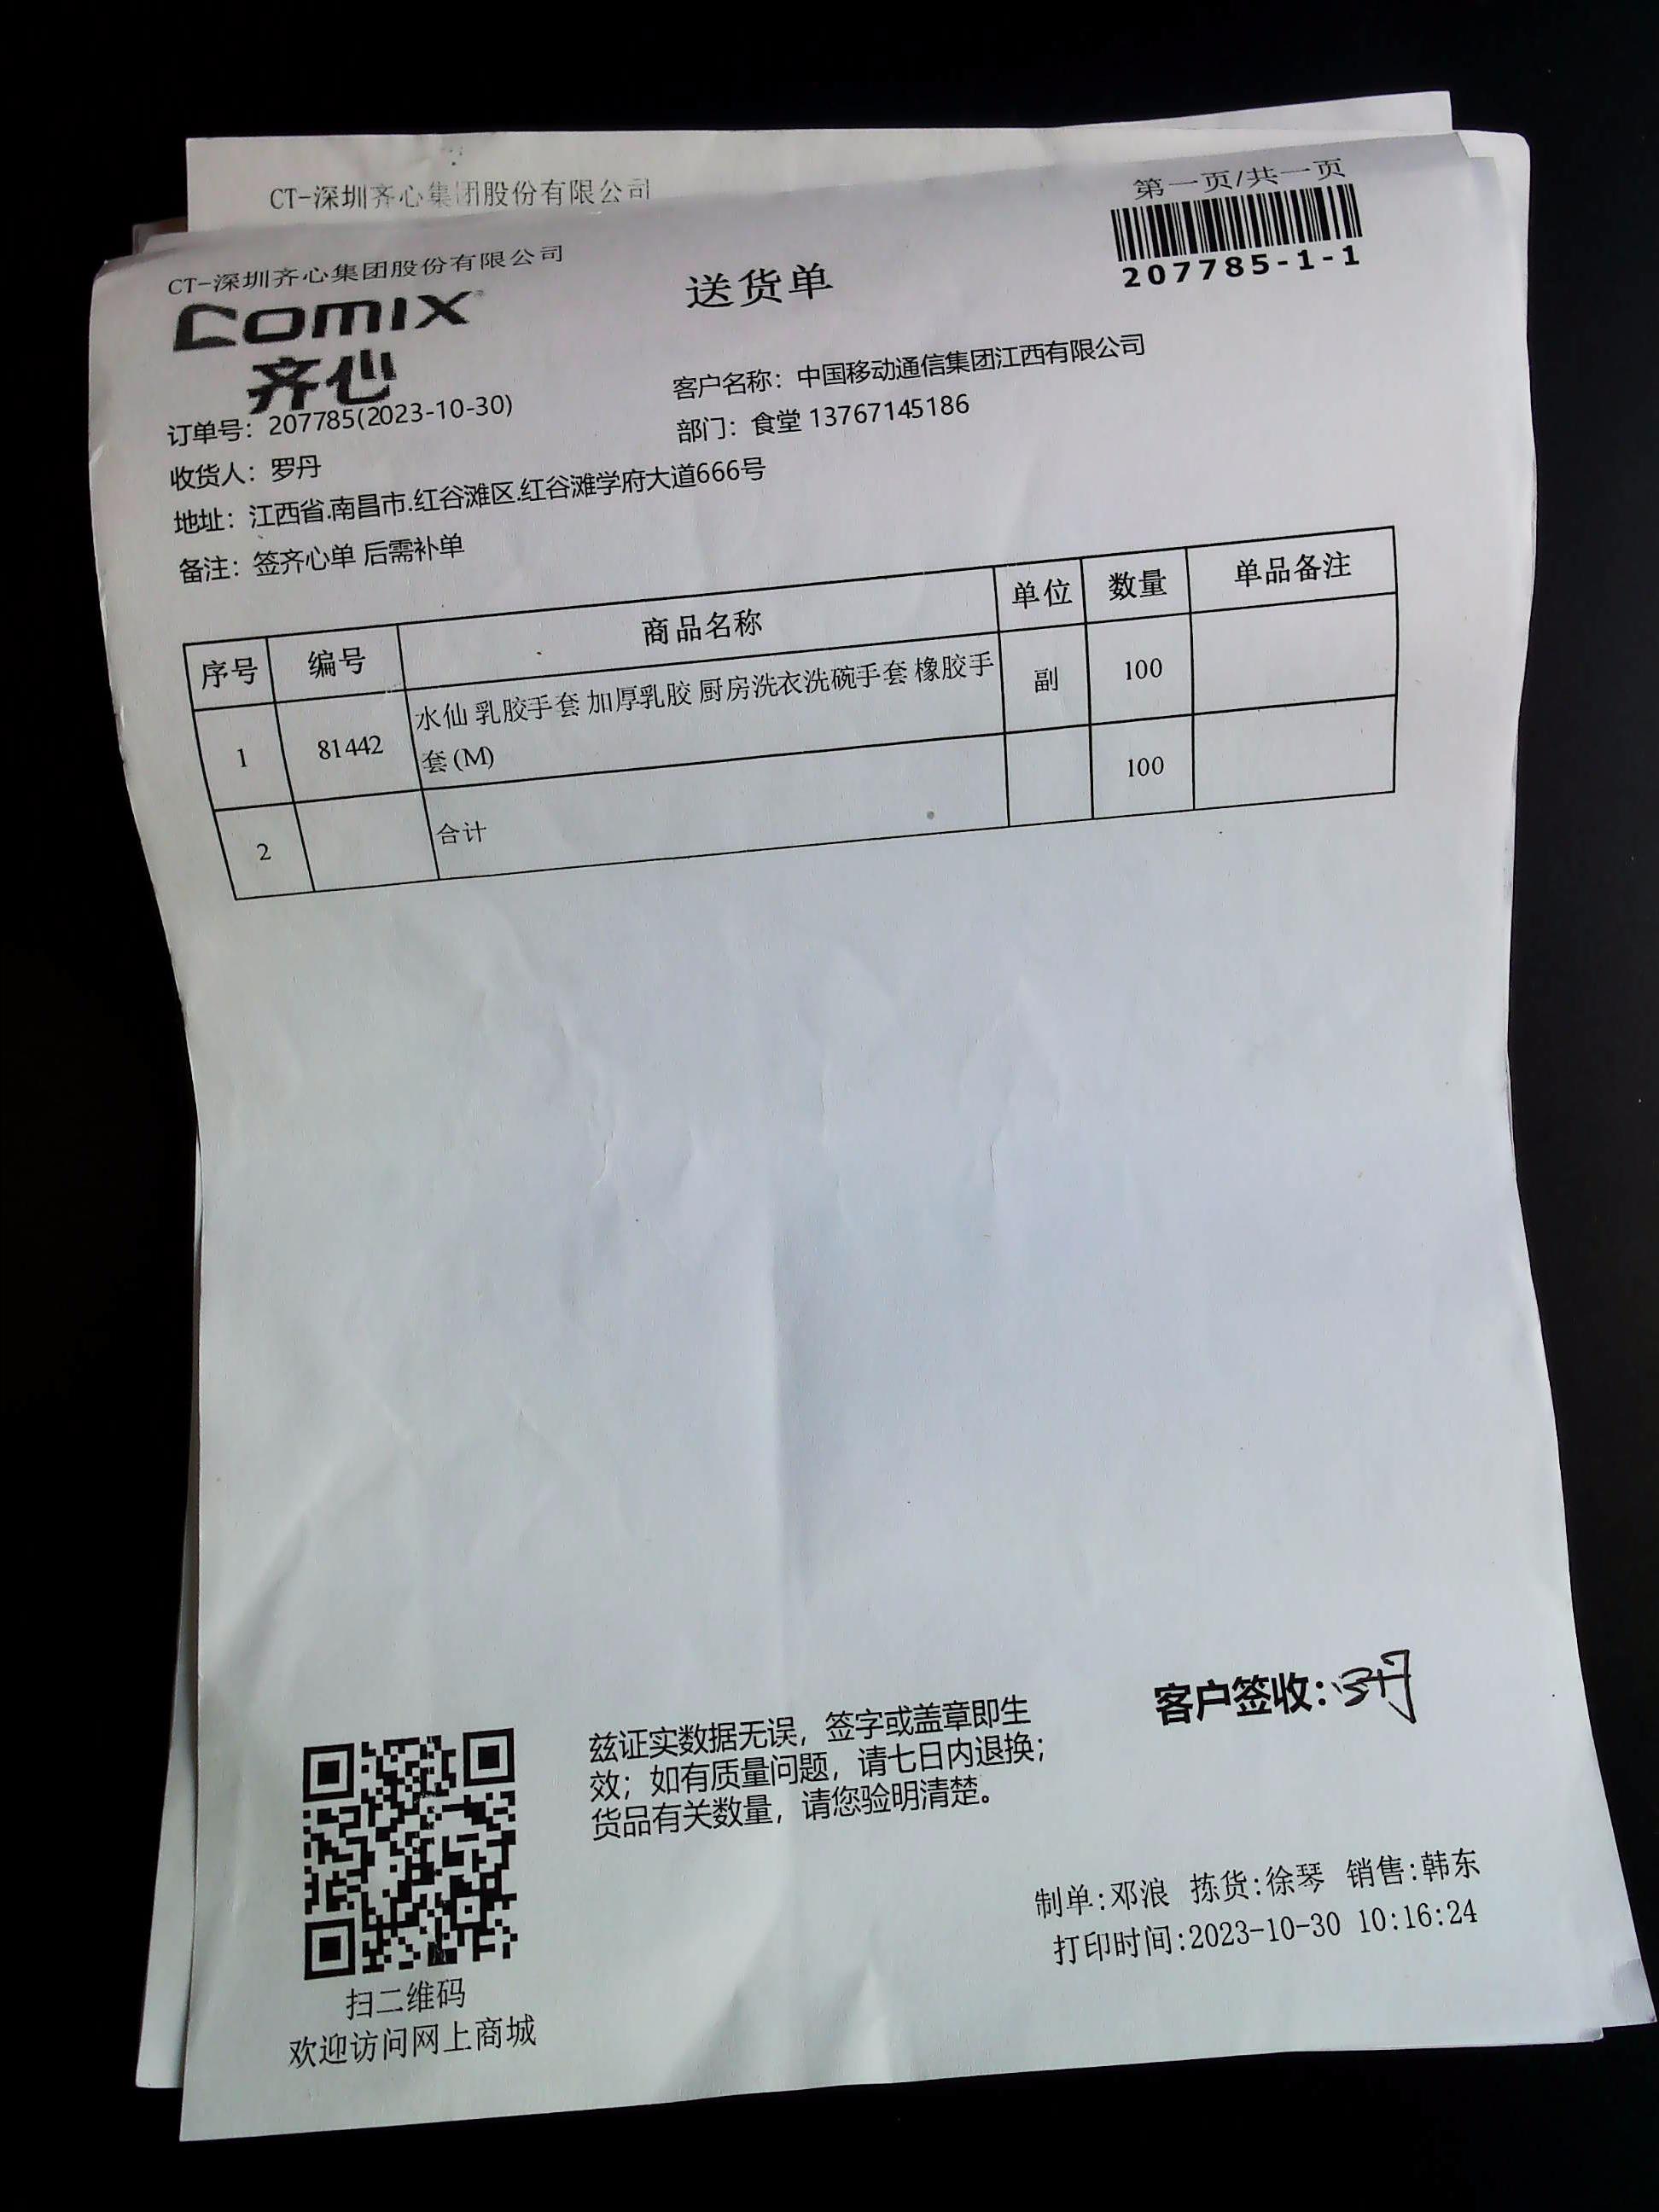 CT-深圳齐心集团股份有限公司
第一页/共一页
CT-深圳齐心集团股份有限公司
comix
齐心
送货单
207785-1-1
订单号：207785(2023-10-30)
客户名称：中国移动通信集团江西有限公司
收货人：罗丹
部门：食堂 13767145186
地址：江西省.南昌市.红谷滩区.红谷滩学府大道666号
备注：签齐心单 后需补单
序号 编号 商品名称 单位 数量 单品备注
1 81442 水仙 乳胶手套 加厚乳胶 厨房洗衣洗碗手套 橡胶手
套(M) 副 100
2 合计 100
客户签收：
兹证实数据无误，签字或盖章即生
效；如有质量问题，请七日内退换；
货品有关数量，请您验明清楚。
制单:邓浪 拣货:徐琴 销售:韩东
打印时间:2023-10-30 10:16:24
扫二维码
欢迎访问网上商城